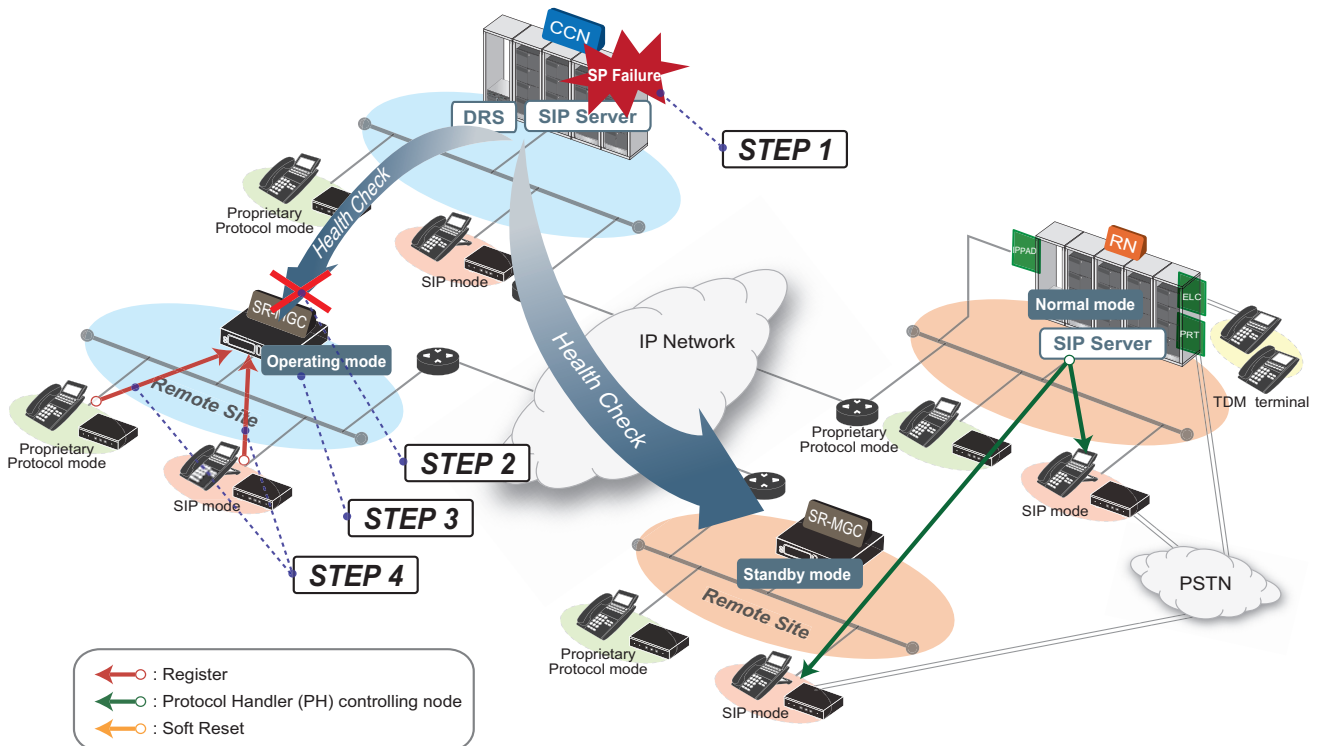 CCN
SP Failure
DRS
SIP Server
STEP 1
Health Check
Proprietary
Protocol mode
SIP mode
RN
IPPAD
Normal mode
ELC
PRT
SIP Server
TDM terminal
IP Network
SR-MGC
Operating mode
Remote Site
Health Check
Proprietary
Protocol mode
Proprietary
Protocol mode
SIP mode
STEP 2
SIP mode
STEP 3
SR-MGC
Standby mode
STEP 4
Remote Site
PSTN
Proprietary
Protocol mode
SIP mode
: Register
: Protocol Handler (PH) controlling node
: Soft Reset